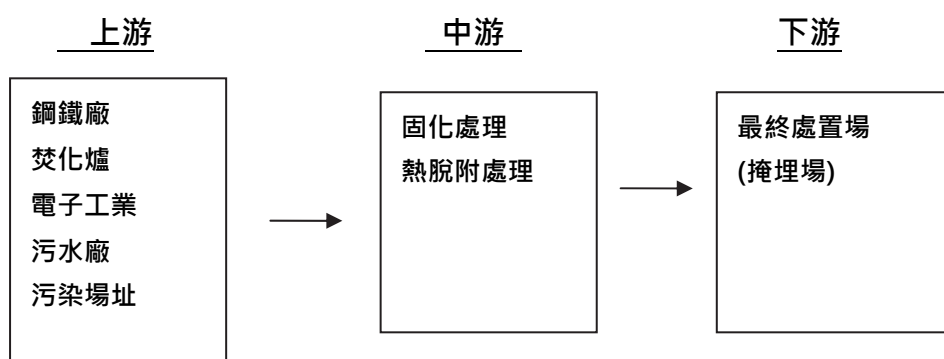 上游
中游
下游
鋼鐵廠
焚化爐
電子工業
污水廠
污染場址
固化處理
熱脫附處理
最終處置場
(掩埋場)